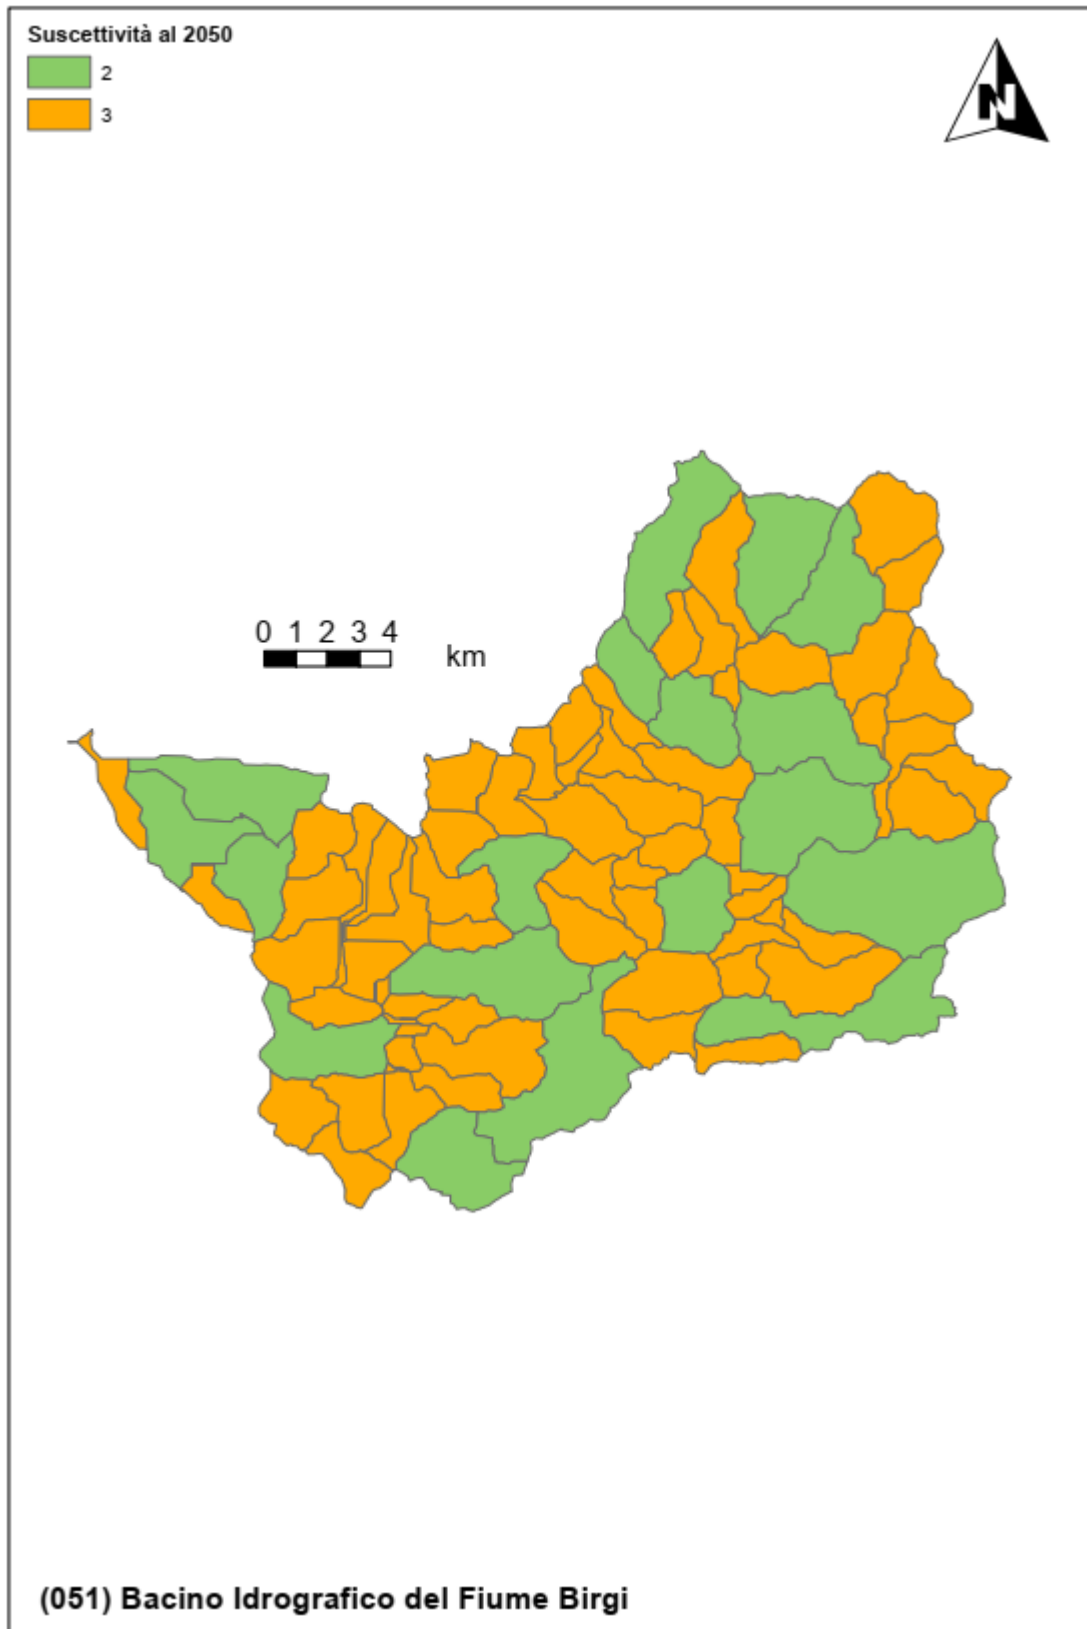 Suscettività al 2050
2
3
N
0 1 2 3 4
km
(051) Bacino Idrografico del Fiume Birgi